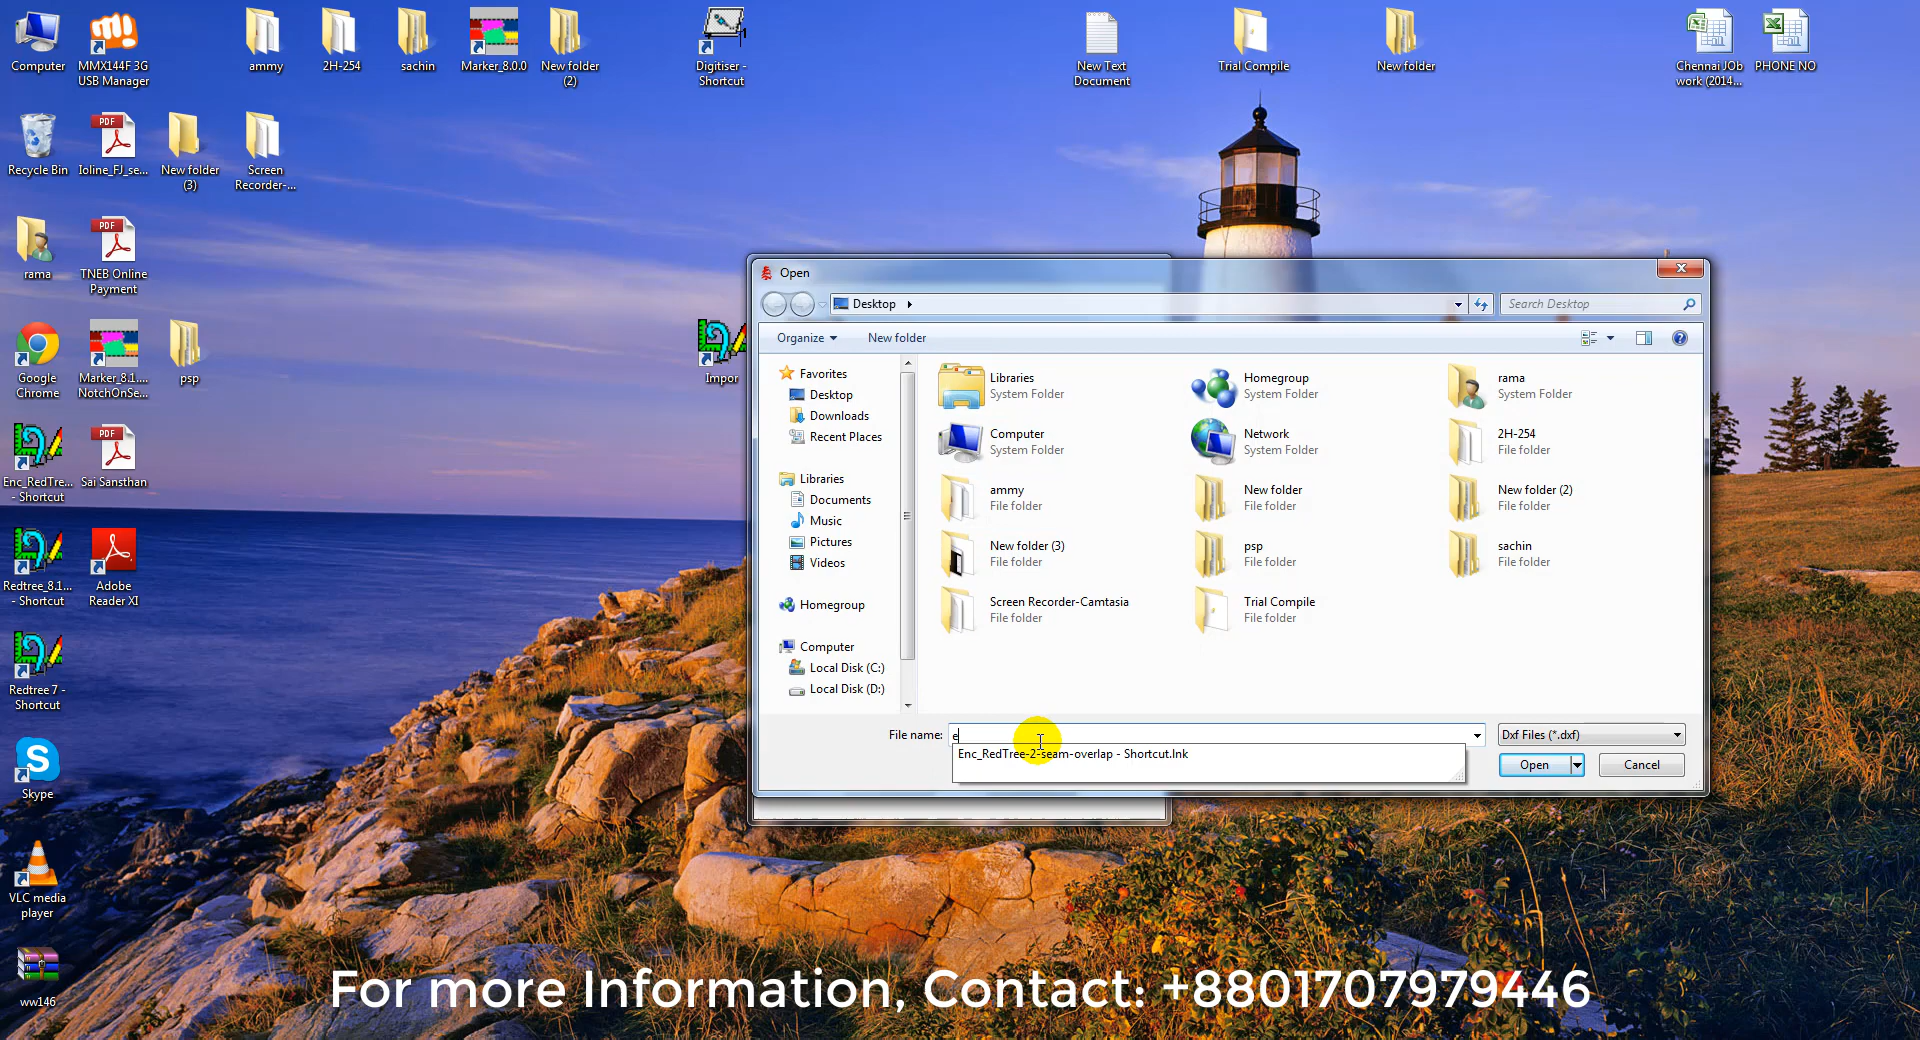 Computer
MMX144F 3G
USB Manager
ammy
2H-254
sachin
Marker_8.0.0
New folder
(2)
Digitiser -
Shortcut
New Text
Document
Trial Compile
New folder
Chennai JOb
work (2014...
PHONE NO
Recycle Bin
PDF
Ioline_FJ_se...
New folder
(3)
Screen
Recorder-...
rama
PDF
TNEB Online
Payment
Google
Chrome
Marker_8.1....
NotchOnSe...
psp
Impor
Enc_RedTre...
- Shortcut
PDF
Sai Sansthan
Redtree_8.1...
- Shortcut
Adobe
Reader XI
Redtree 7 -
Shortcut
Skype
VLC media
player
ww146
Open
Desktop
Search Desktop
Organize
New folder
Favorites
Desktop
Downloads
Recent Places
Libraries
Documents
Music
Pictures
Videos
Homegroup
Computer
Local Disk (C:)
Local Disk (D:)
Libraries
System Folder
Homegroup
System Folder
rama
System Folder
Computer
System Folder
Network
System Folder
2H-254
File folder
ammy
File folder
New folder
File folder
New folder (2)
File folder
New folder (3)
File folder
psp
File folder
sachin
File folder
Screen Recorder-Camtasia
File folder
Trial Compile
File folder
File name:
e
Dxf Files (*.dxf)
Enc_RedTree-2-seam-overlap - Shortcut.lnk
Open
Cancel
For more Information, Contact: +8801707979446